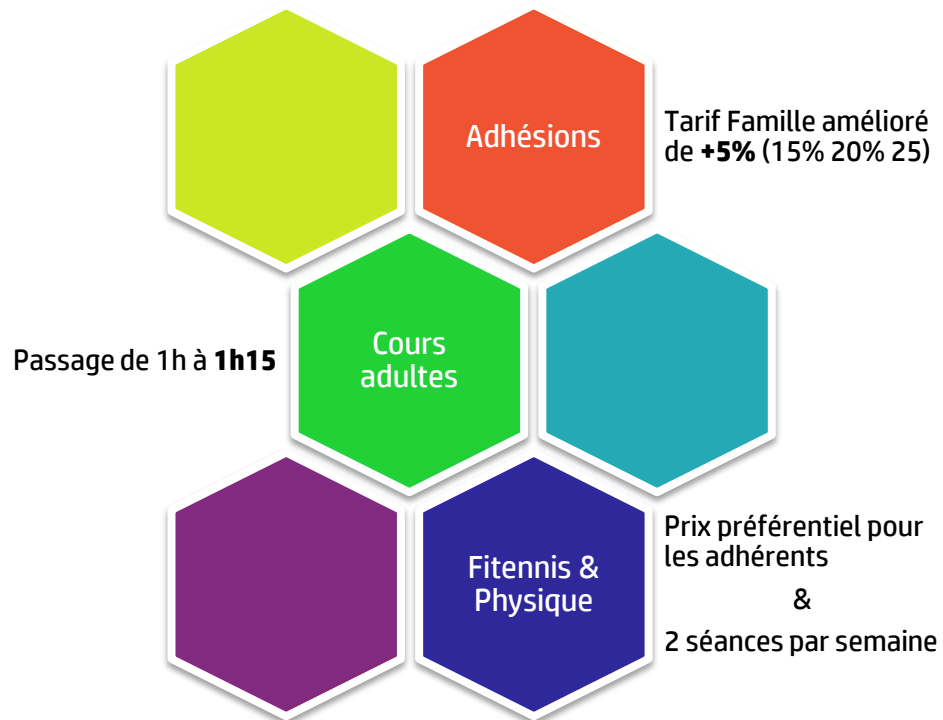 Adhésions
Tarif Famille amélioré
de +5% (15% 20% 25)
Passage de 1h à 1h15
Cours
adultes
Fitennis &
Physique
Prix préférentiel pour
les adhérents
&
2 séances par semaine